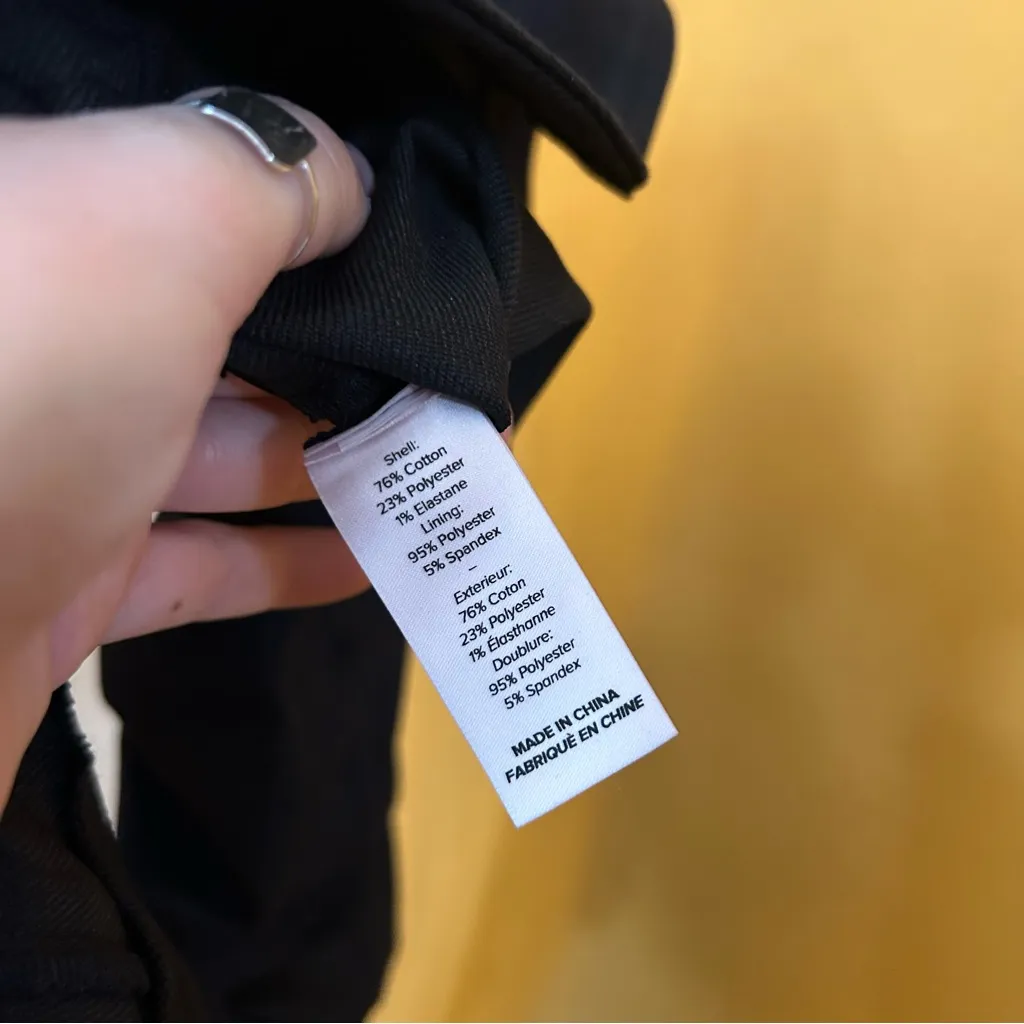 Shell:
76% Cotton
23% Polyester
1% Elastane
Lining:
95% Polyester
5% Spandex
–
Exterieur:
76% Coton
23% Polyester
1% Élasthanne
Doublure:
95% Polyester
5% Spandex
MADE IN CHINA
FABRIQUÈ EN CHINE